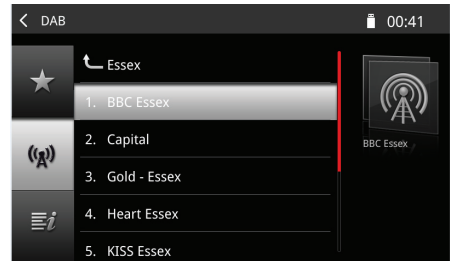 DAB
00:41
Essex
1. BBC Essex
2. Capital
3. Gold - Essex
4. Heart Essex
5. KISS Essex
BBC Essex